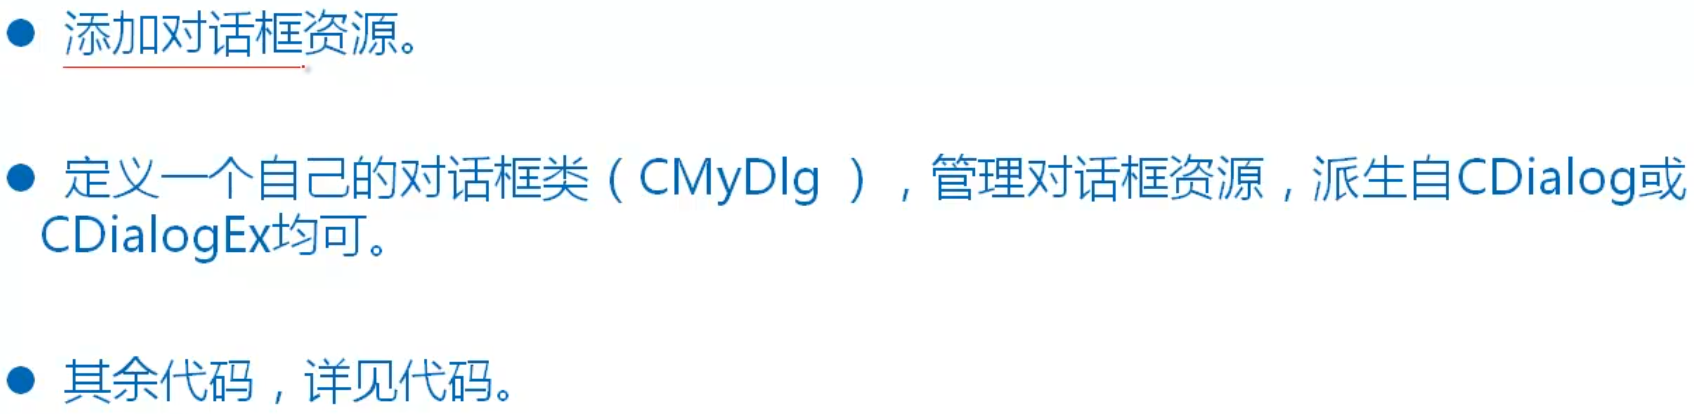 ● 添加对话框资源。
● 定义一个自己的对话框类（CMyDlg ），管理对话框资源，派生自CDialog或
CDialogEx均可。
● 其余代码，详见代码。